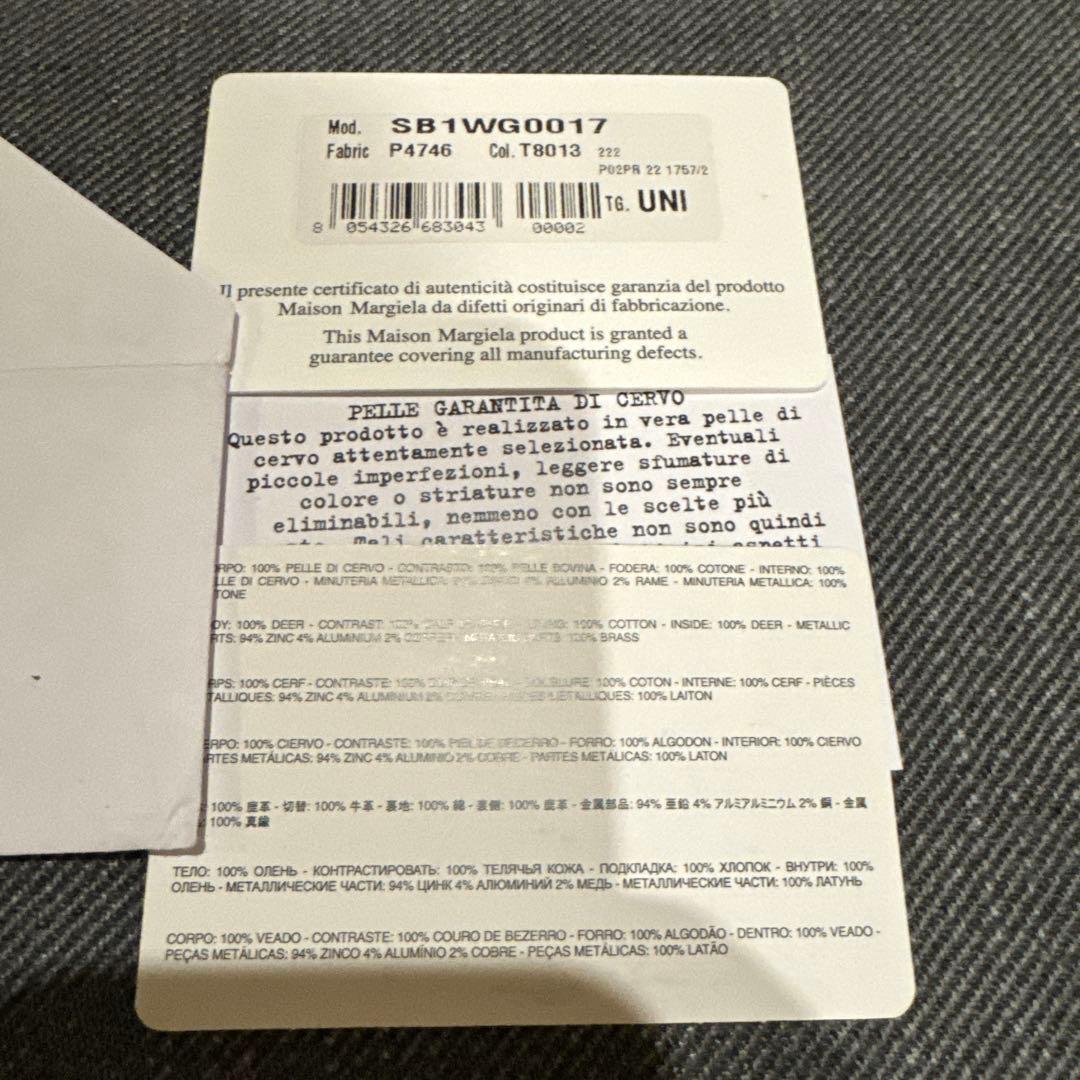 Mod. SB1WG0017
Fabric P4746 Col. T8013 222
P02PR 22 1757/2
TG. UNI
8 054326 683043 00002
Il presente certificato di autenticità costituisce garanzia del prodotto
Maison Margiela da difetti originari di fabbricazione.
This Maison Margiela product is granted a
guarantee covering all manufacturing defects.
PELLE GARANTITA DI CERVO
Questo prodotto è realizzato in vera pelle di
cervo attentamente selezionata. Eventuali
piccole imperfezioni, leggere sfumature di
colore o striature non sono sempre
eliminabili, nemmeno con le scelte più
Tali caratteristiche non sono quindi
aspetti
RPO: 100% PELLE DI CERVO - CONTRASTO: 100% PELLE BOVINA - FODERA: 100% COTONE - INTERNO: 100%
LLE DI CERVO - MINUTERIA METALLICA: 94% ZINCO 4% ALLUMINIO 2% RAME - MINUTERIA METALLICA: 100%
TONE
DY: 100% DEER - CONTRAST: 100% COTTON - INSIDE: 100% DEER - METALLIC
RTS: 94% ZINC 4% ALUMINIUM 2% 100% BRASS
RPS: 100% CERF - CONTRASTE: 100% 100% COTON - INTERNE: 100% CERF - PIÈCES
TALLIQUES: 94% ZINC 4% ALUMINIUM 2% MÉTALLIQUES: 100% LAITON
ERPO: 100% CIERVO - CONTRASTE: 100% PIEL DE BECERRO - FORRO: 100% ALGODON - INTERIOR: 100% CIERVO
RTES METÁLICAS: 94% ZINC 4% ALUMINIO 2% COBRE - PARTES METÁLICAS: 100% LATON
: 100%鹿革 - 切替: 100% 牛革 - 裏地: 100% 綿 - 裏側: 100% 鹿革 - 金属部品: 94% 亜鉛 4% アルミアルミニウム 2% 銅 - 金属
: 100% 真鍮
ТЕЛО: 100% ОЛЕНЬ - КОНТРАСТИРОВАТЬ: 100% ТЕЛЯЧЬЯ КОЖА - ПОДКЛАДКА: 100% ХЛОПОК - ВНУТРИ: 100%
ОЛЕНЬ - МЕТАЛЛИЧЕСКИЕ ЧАСТИ: 94% ЦИНК 4% АЛЮМИНИЙ 2% МЕДЬ - МЕТАЛЛИЧЕСКИЕ ЧАСТИ: 100% ЛАТУНЬ
CORPO: 100% VEADO - CONTRASTE: 100% COURO DE BEZERRO - FORRO: 100% ALGODÃO - DENTRO: 100% VEADO -
PEÇAS METÁLICAS: 94% ZINCO 4% ALUMÍNIO 2% COBRE - PEÇAS METÁLICAS: 100% LATÃO